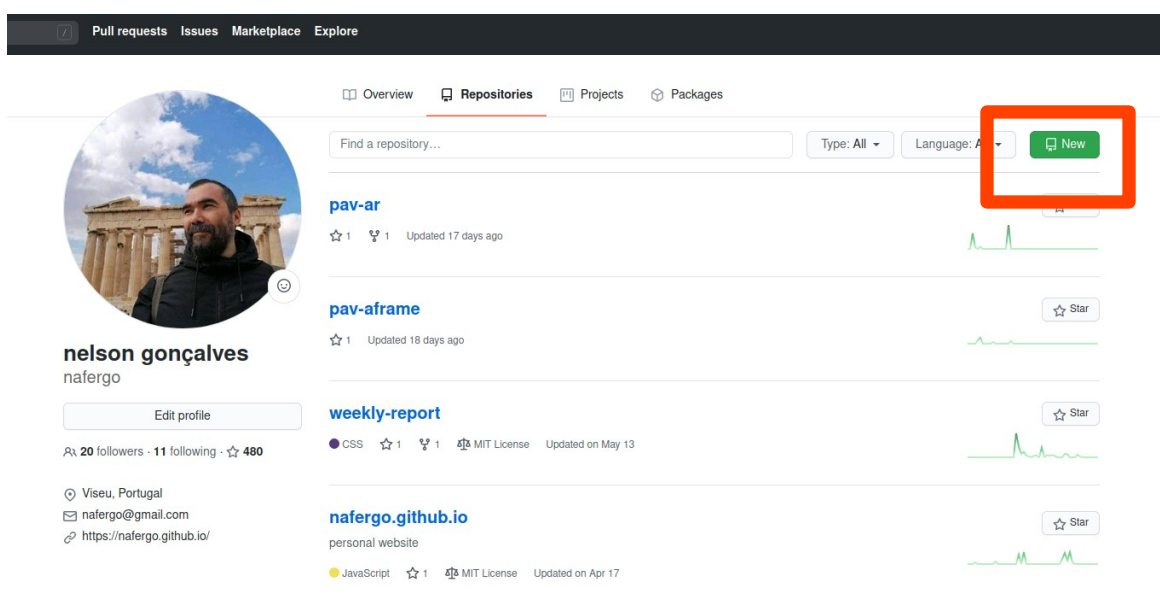 / Pull requests Issues Marketplace Explore
Overview Repositories Projects Packages
Find a repository… Type: All Language: New
pav-ar
1 1 Updated 17 days ago
pav-aframe Star
1 Updated 18 days ago
nelson gonçalves
nafergo
Edit profile
weekly-report Star
CSS 1 1 MIT License Updated on May 13
20 followers · 11 following · 480
Viseu, Portugal
nafergo@gmail.com
https://nafergo.github.io/
nafergo.github.io Star
personal website
JavaScript 1 MIT License Updated on Apr 17